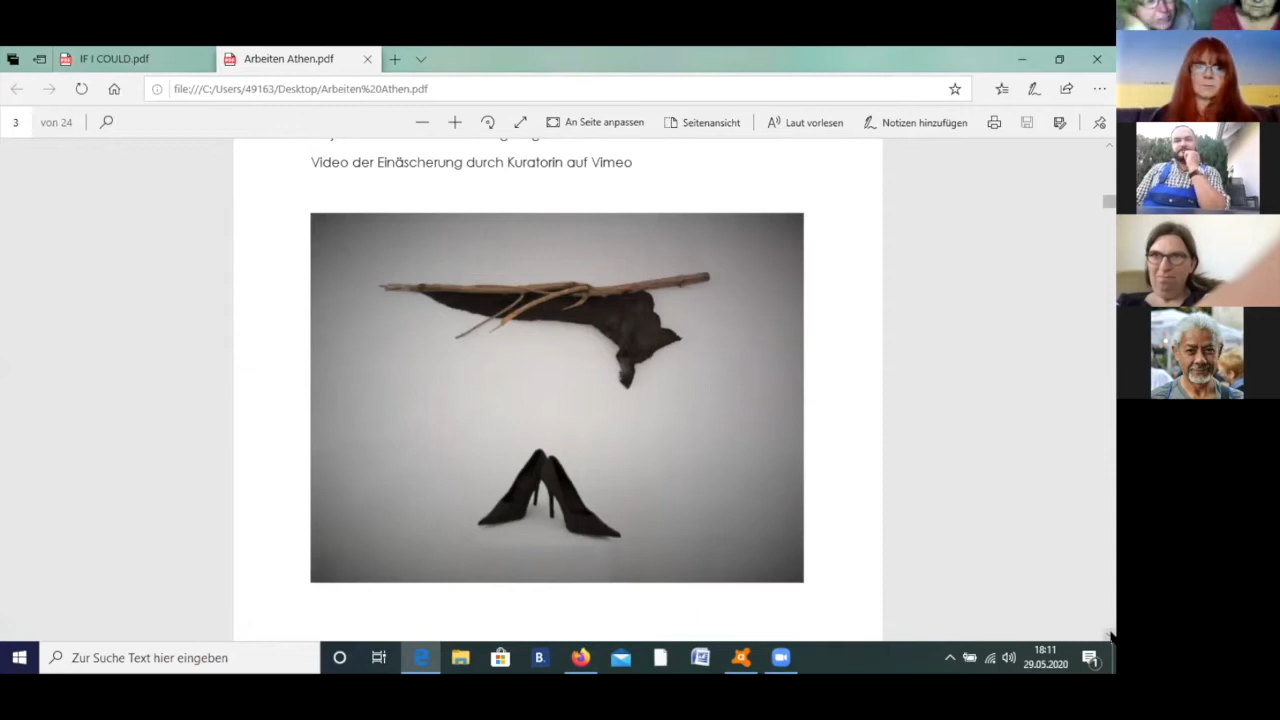 IF I COULD.pdf
Arbeiten Athen.pdf
file:///C:/Users/49163/Desktop/Arbeiten%20Athen.pdf
3 von 24
An Seite anpassen
Seitenansicht
Laut vorlesen
Notizen hinzufügen
Video der Einäscherung durch Kuratorin auf Vimeo
Zur Suche Text hier eingeben
B.
18:11
29.05.2020
1